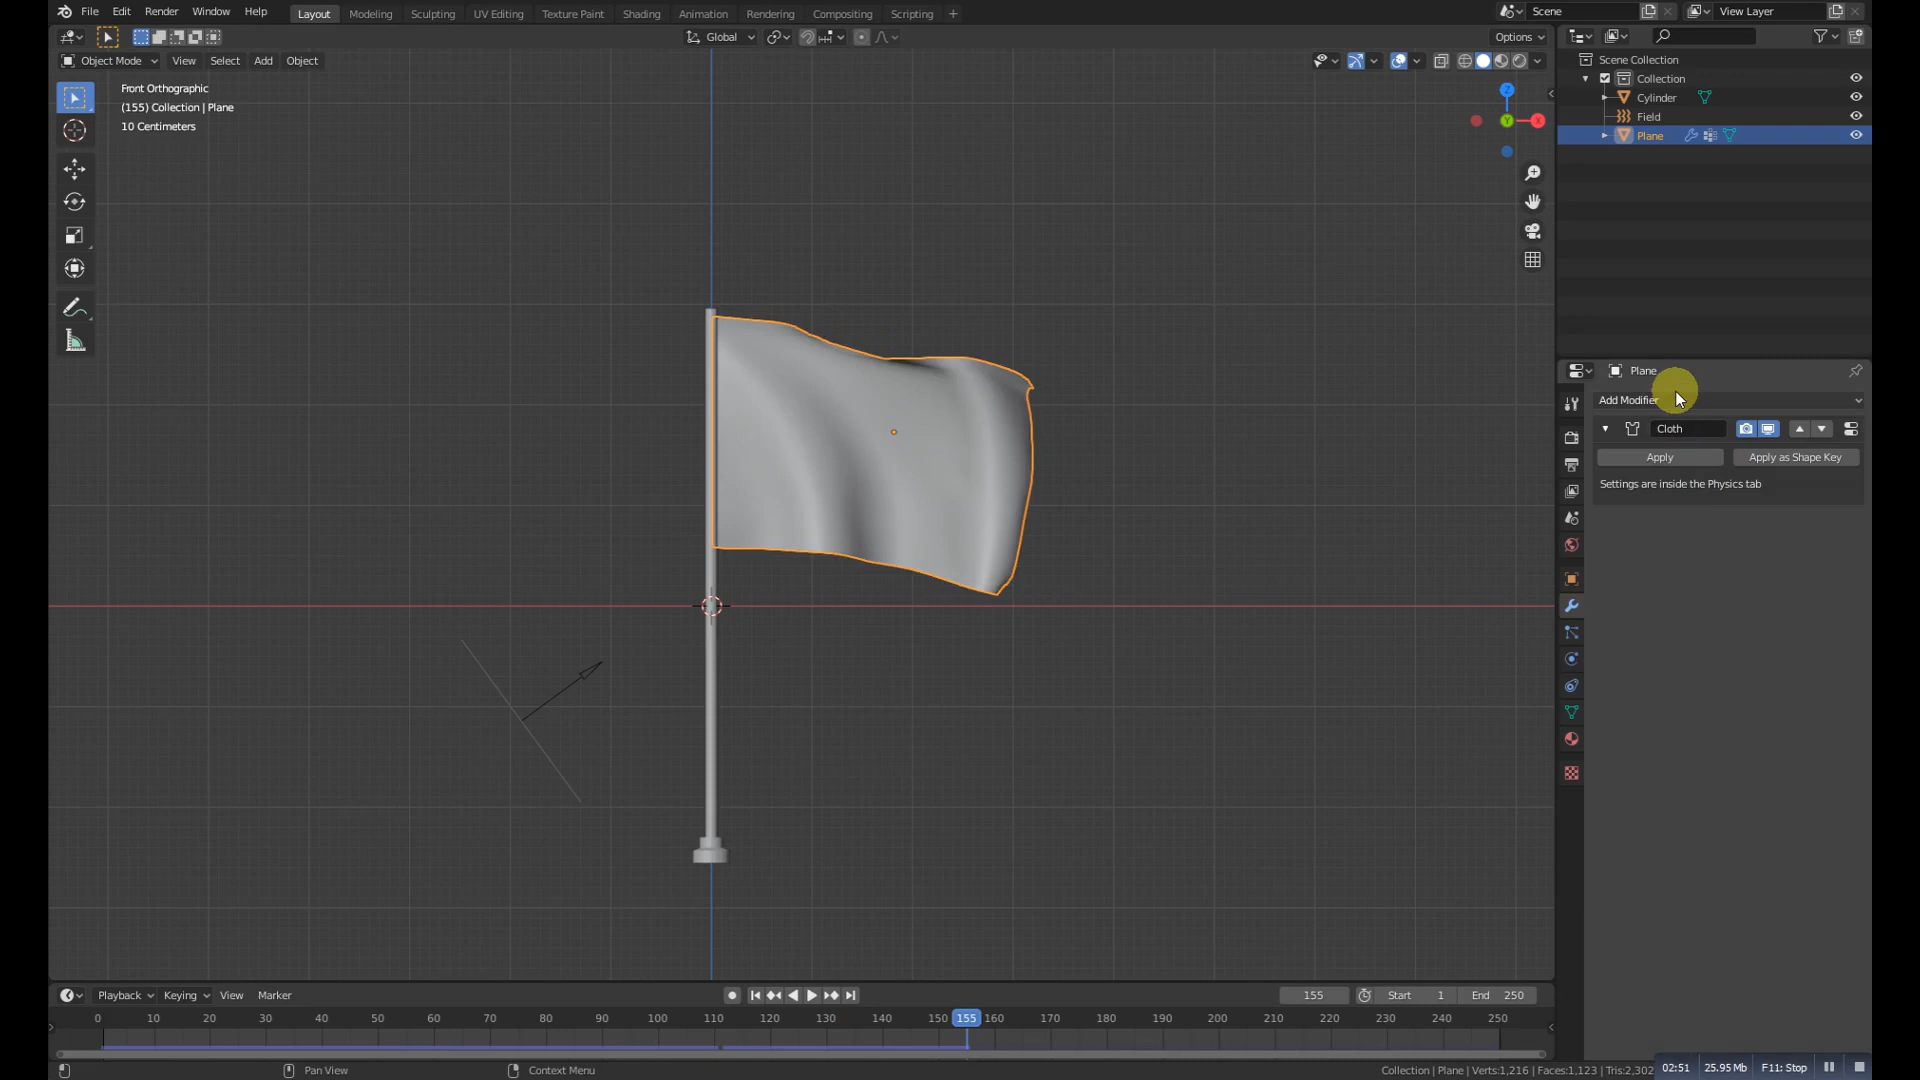 File Edit Render Window Help Layout Modeling Sculpting UV Editing Texture Paint Shading Animation Rendering Compositing Scripting + Scene View Layer
Global Options
Object Mode View Select Add Object
Front Orthographic
(155) Collection | Plane
10 Centimeters
Z
Y
X
Scene Collection
Collection
Cylinder
Field
Plane
Plane
Add Modifier
Cloth
Apply Apply as Shape Key
Settings are inside the Physics tab
Playback Keying View Marker 155 Start 1 End 250
0 10 20 30 40 50 60 70 80 90 100 110 120 130 140 150 155 160 170 180 190 200 210 220 230 240 250
Pan View Context Menu Collection | Plane | Verts:1,216 | Faces:1,123 | Tris:2,302 02:51 25.95 Mb F11: Stop